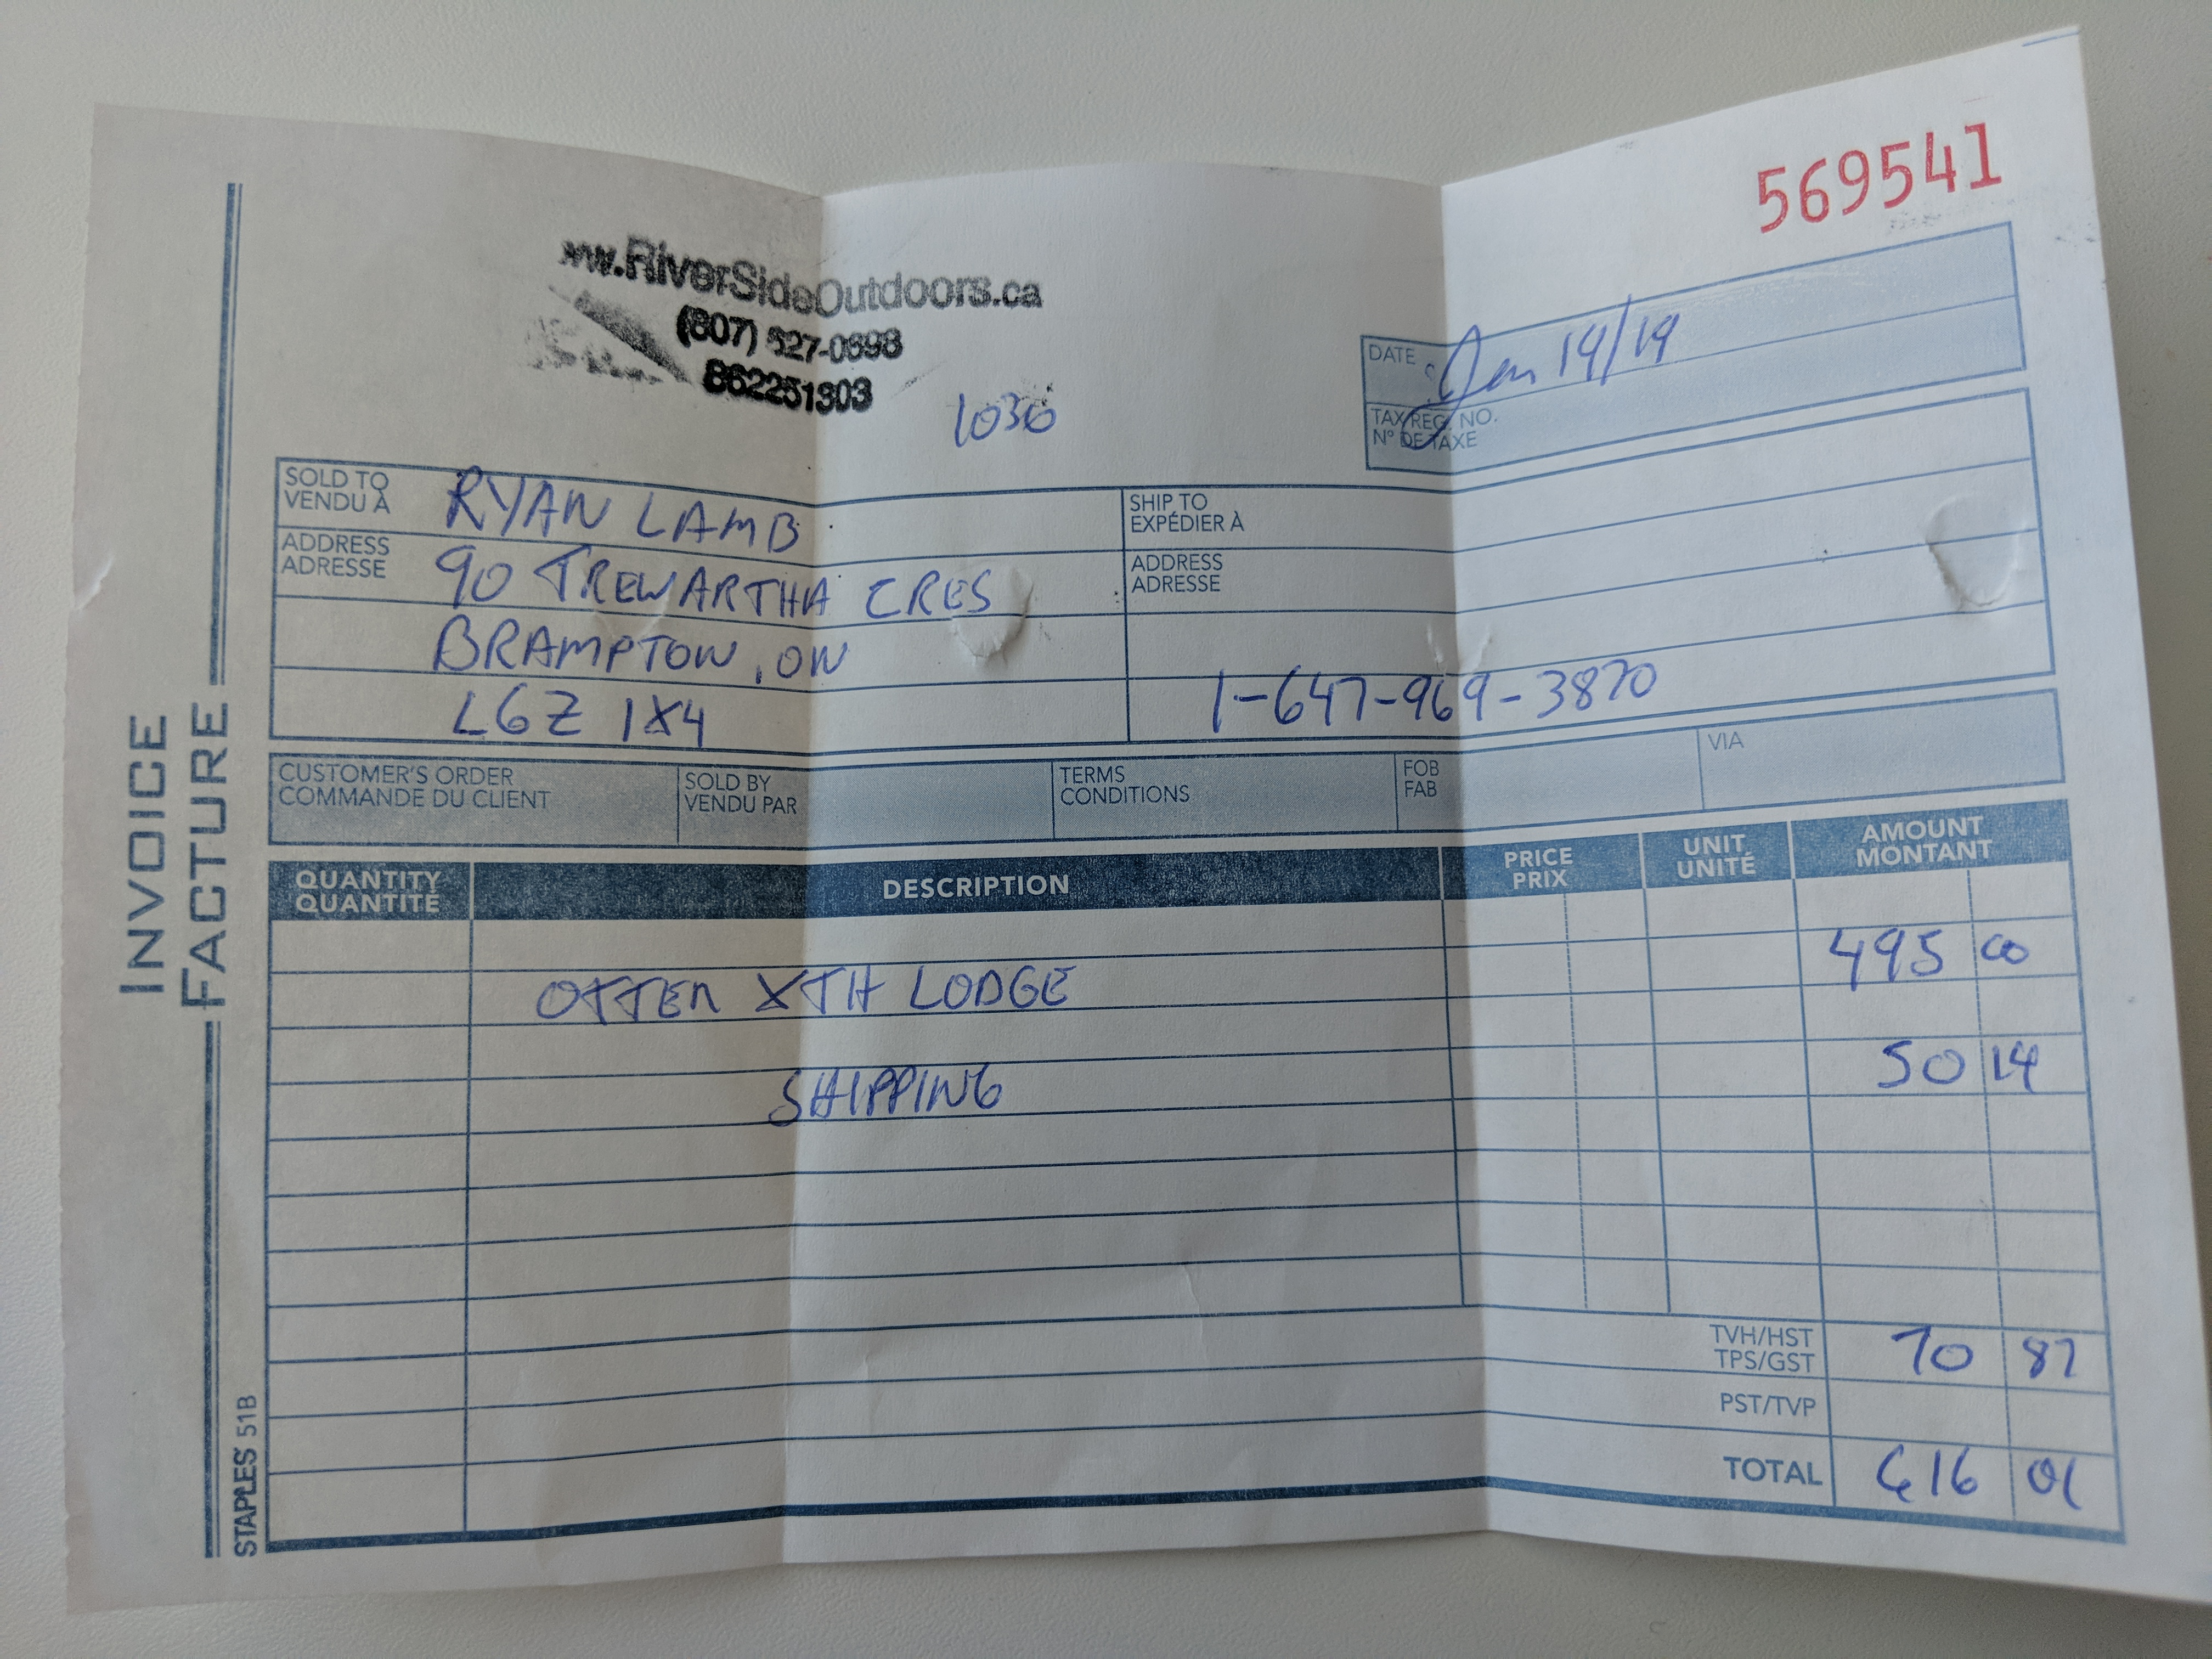 569541
ww.RiverSideOutdoors.ca
(807) 627-0698
862251303
1030
DATE Jan 19/19
TAX REG. NO.
N° DE TAXE
SOLD TO
VENDU À
RYAN LAMB
ADDRESS
ADRESSE
90 TREWARTHA CRES
BRAMPTON, ON
L6Z 1X4
SHIP TO
EXPÉDIER À
ADDRESS
ADRESSE
1-647-969-3870
INVOICE
FACTURE
CUSTOMER'S ORDER
COMMANDE DU CLIENT
SOLD BY
VENDU PAR
TERMS
CONDITIONS
FOB
FAB
VIA
QUANTITY
QUANTITÉ
DESCRIPTION
PRICE
PRIX
UNIT
UNITÉ
AMOUNT
MONTANT
OTTER XTH LODGE 495 00
SHIPPING 50 14
TVH/HST
TPS/GST
70 87
PST/TVP
TOTAL 616 01
STAPLES 51B